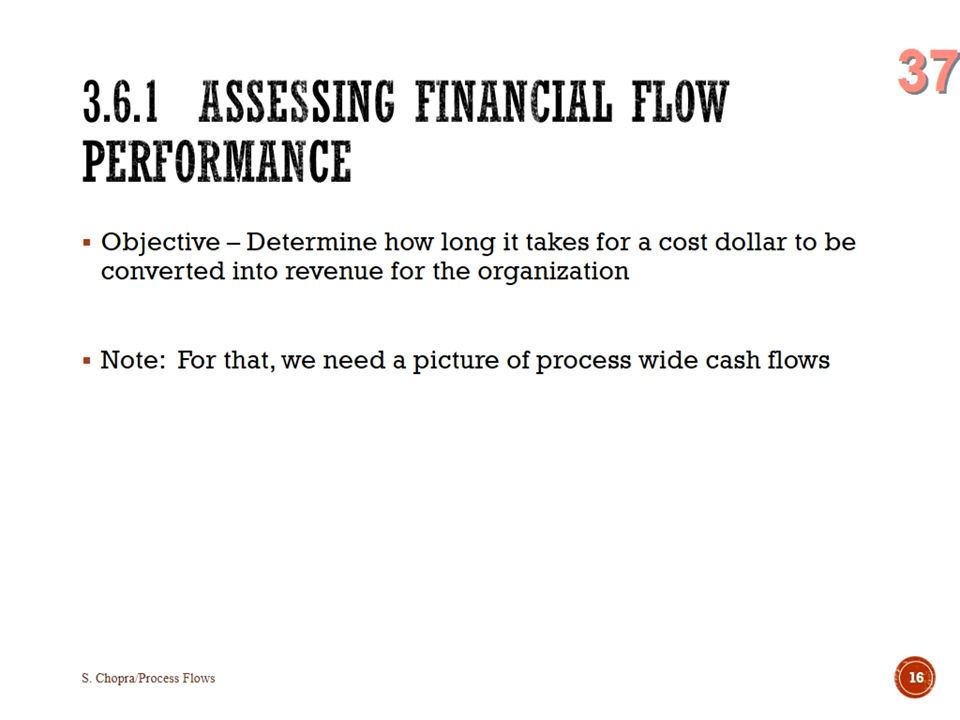 37
3.6.1 ASSESSING FINANCIAL FLOW
PERFORMANCE
▪ Objective – Determine how long it takes for a cost dollar to be
converted into revenue for the organization
▪ Note: For that, we need a picture of process wide cash flows
S. Chopra/Process Flows
16